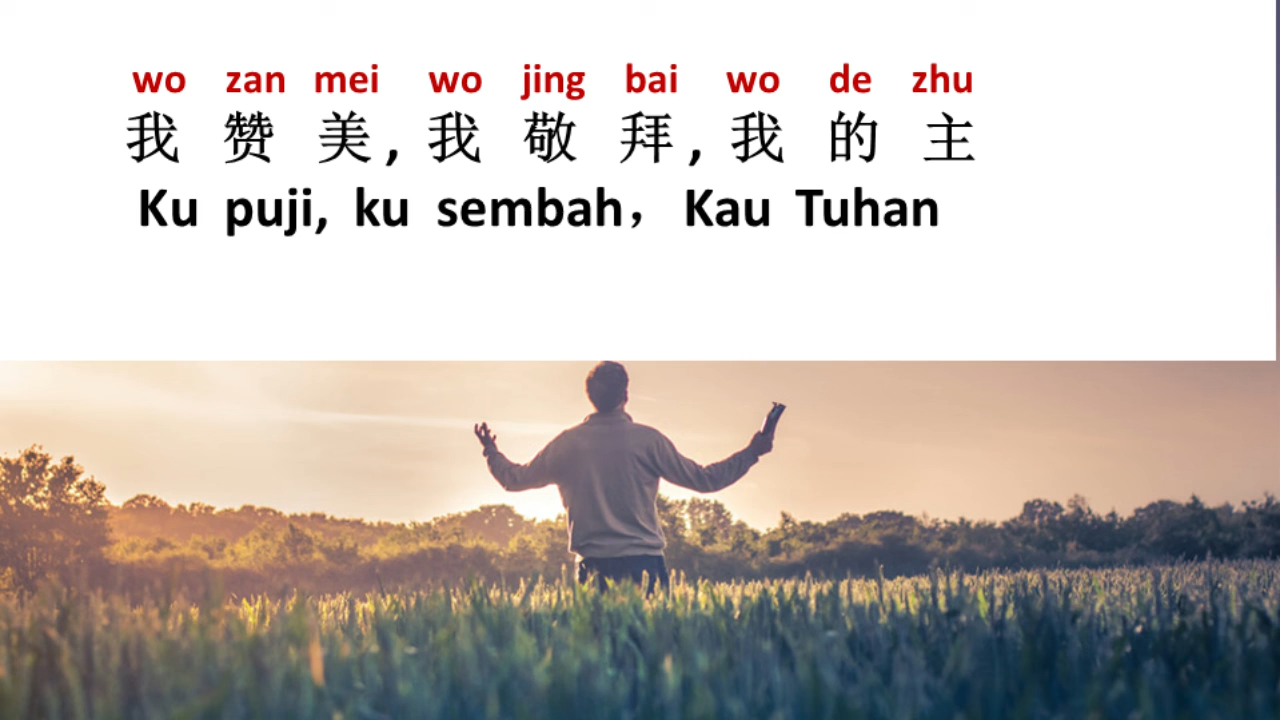 wo zan mei wo jing bai wo de zhu
我 赞 美 , 我 敬 拜 , 我 的 主
Ku puji, ku sembah， Kau Tuhan